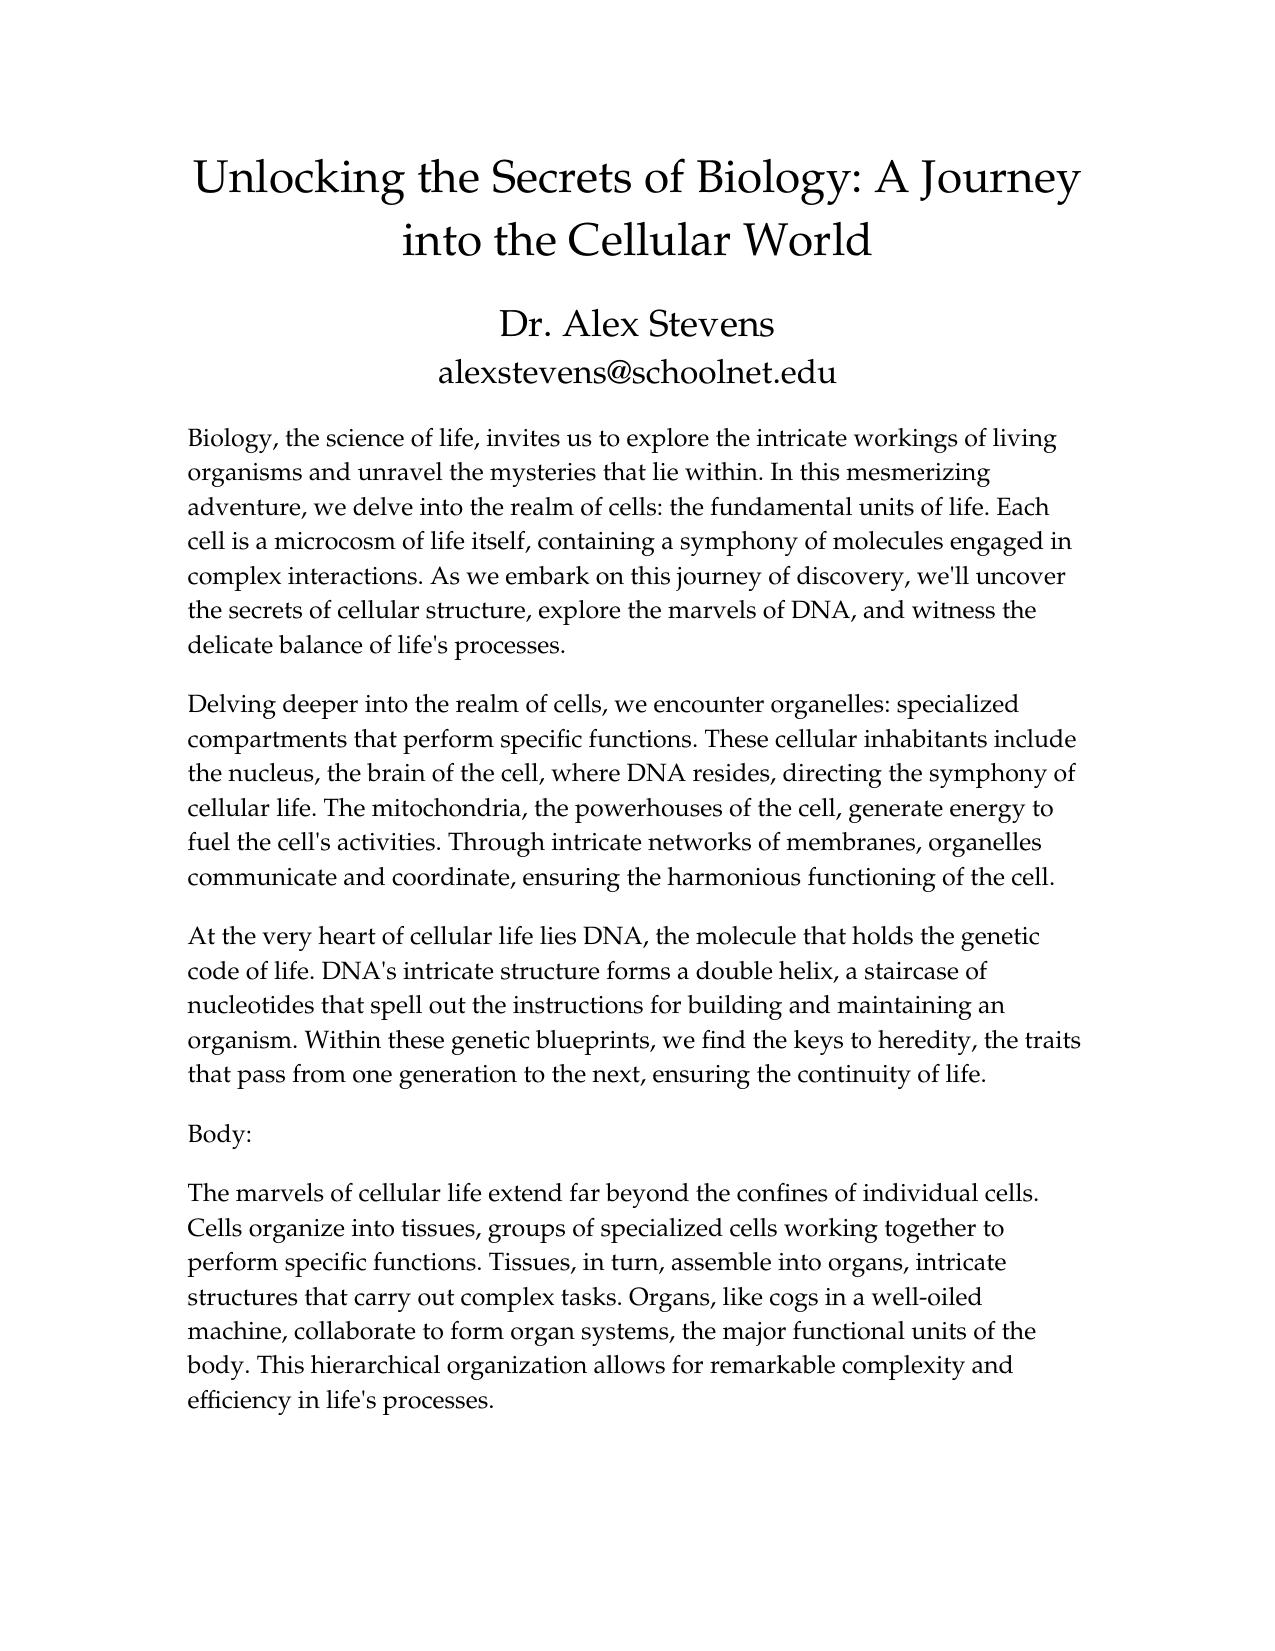 Unlocking the Secrets of Biology: A Journey
into the Cellular World
Dr. Alex Stevens
alexstevens@schoolnet.edu
Biology, the science of life, invites us to explore the intricate workings of living
organisms and unravel the mysteries that lie within. In this mesmerizing
adventure, we delve into the realm of cells: the fundamental units of life. Each
cell is a microcosm of life itself, containing a symphony of molecules engaged in
complex interactions. As we embark on this journey of discovery, we'll uncover
the secrets of cellular structure, explore the marvels of DNA, and witness the
delicate balance of life's processes.
Delving deeper into the realm of cells, we encounter organelles: specialized
compartments that perform specific functions. These cellular inhabitants include
the nucleus, the brain of the cell, where DNA resides, directing the symphony of
cellular life. The mitochondria, the powerhouses of the cell, generate energy to
fuel the cell's activities. Through intricate networks of membranes, organelles
communicate and coordinate, ensuring the harmonious functioning of the cell.
At the very heart of cellular life lies DNA, the molecule that holds the genetic
code of life. DNA's intricate structure forms a double helix, a staircase of
nucleotides that spell out the instructions for building and maintaining an
organism. Within these genetic blueprints, we find the keys to heredity, the traits
that pass from one generation to the next, ensuring the continuity of life.
Body:
The marvels of cellular life extend far beyond the confines of individual cells.
Cells organize into tissues, groups of specialized cells working together to
perform specific functions. Tissues, in turn, assemble into organs, intricate
structures that carry out complex tasks. Organs, like cogs in a well-oiled
machine, collaborate to form organ systems, the major functional units of the
body. This hierarchical organization allows for remarkable complexity and
efficiency in life's processes.